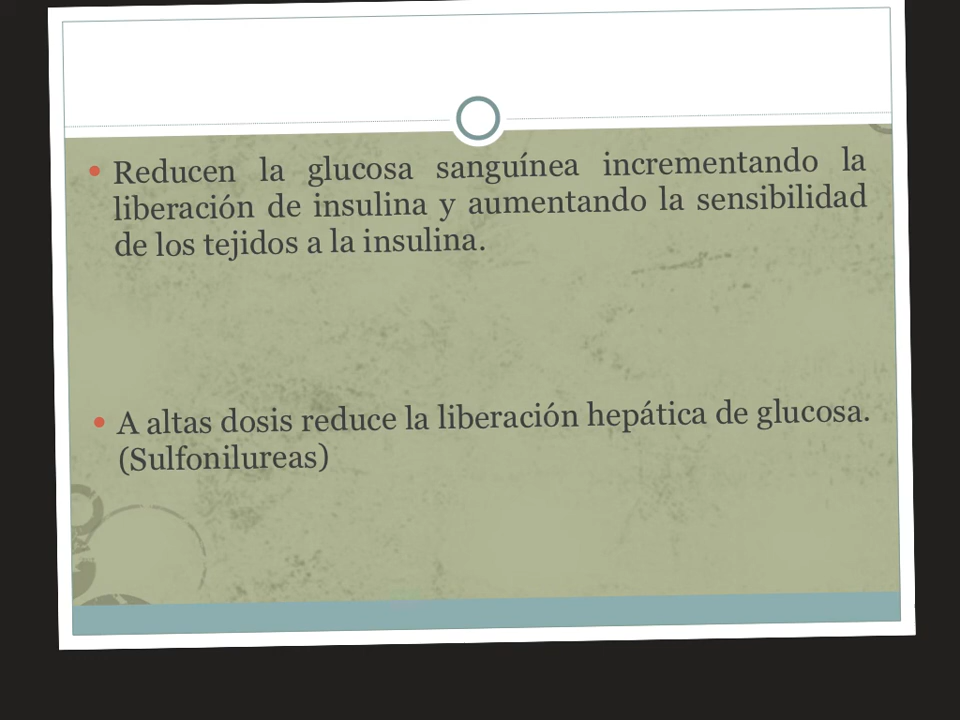 • Reducen la glucosa sanguínea incrementando la
liberación de insulina y aumentando la sensibilidad
de los tejidos a la insulina.
• A altas dosis reduce la liberación hepática de glucosa.
(Sulfonilureas)